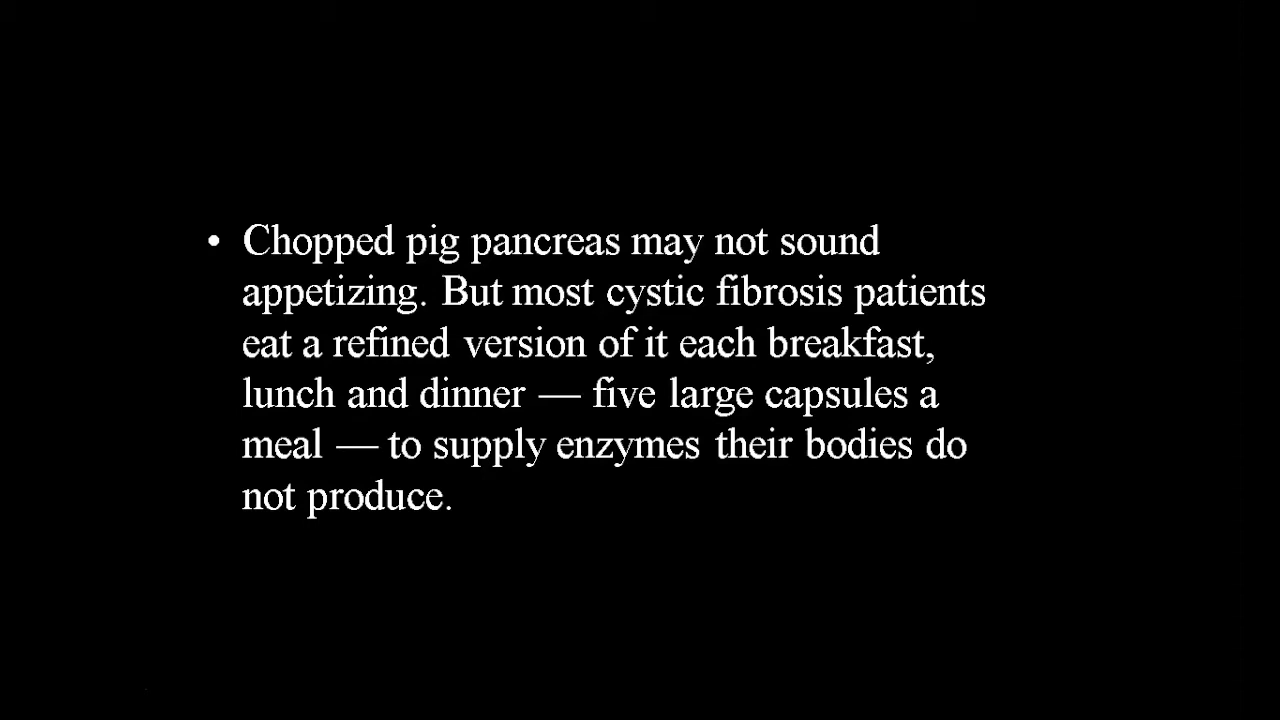 • Chopped pig pancreas may not sound
appetizing. But most cystic fibrosis patients
eat a refined version of it each breakfast,
lunch and dinner — five large capsules a
meal — to supply enzymes their bodies do
not produce.